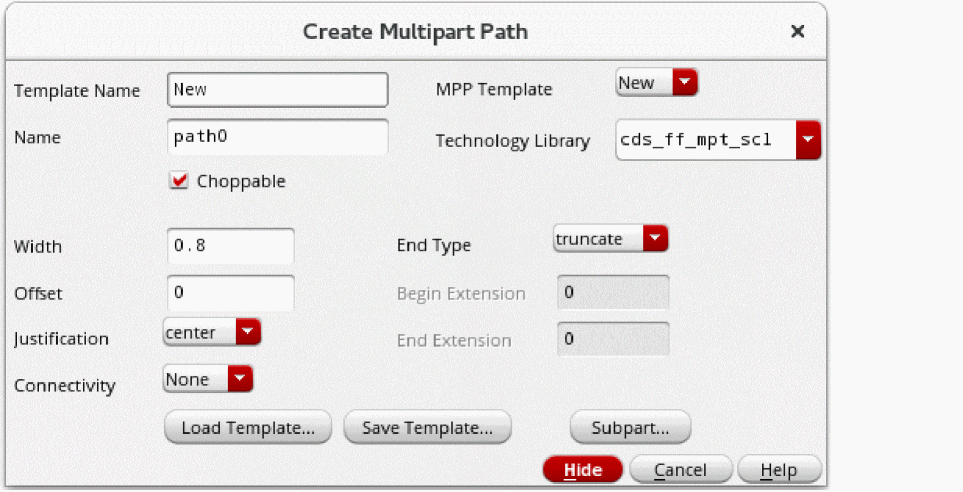 Create Multipart Path
Template Name New MPP Template New
Name path0 Technology Library cds_ff_mpt_scl
Choppable
Width 0.8 End Type truncate
Offset 0 Begin Extension 0
Justification center End Extension 0
Connectivity None
Load Template... Save Template... Subpart...
Hide Cancel Help